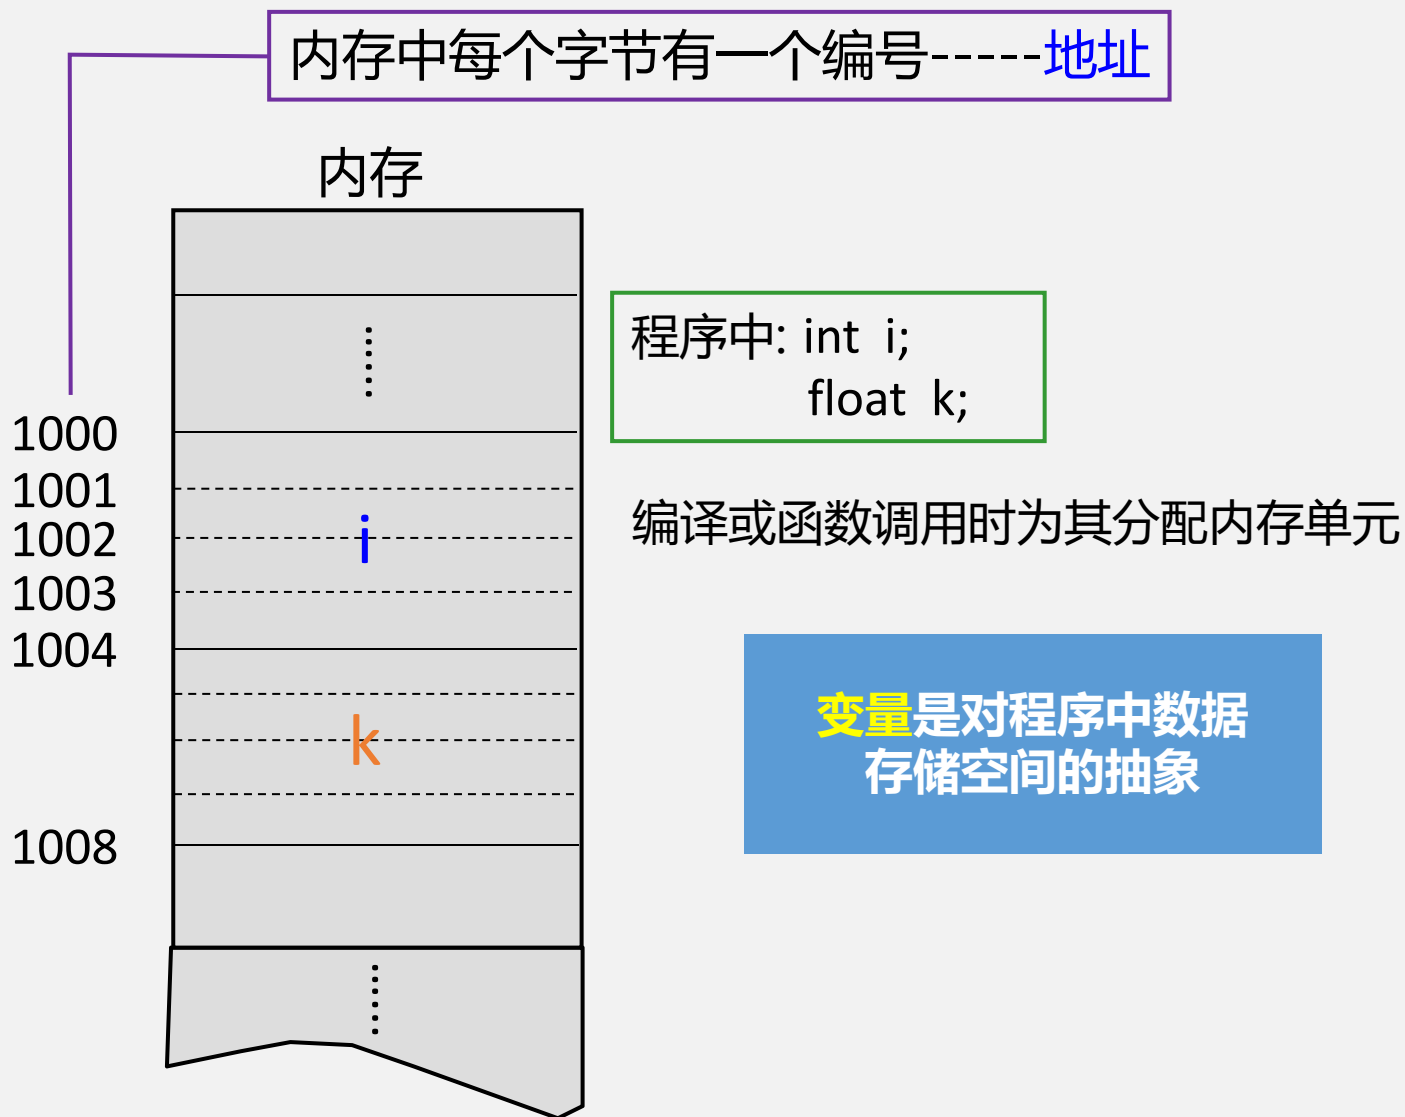 内存中每个字节有一个编号-----地址
内存
程序中: int i;
float k;
1000
1001
1002
i
1003
1004
编译或函数调用时为其分配内存单元
k
变量是对程序中数据
存储空间的抽象
1008